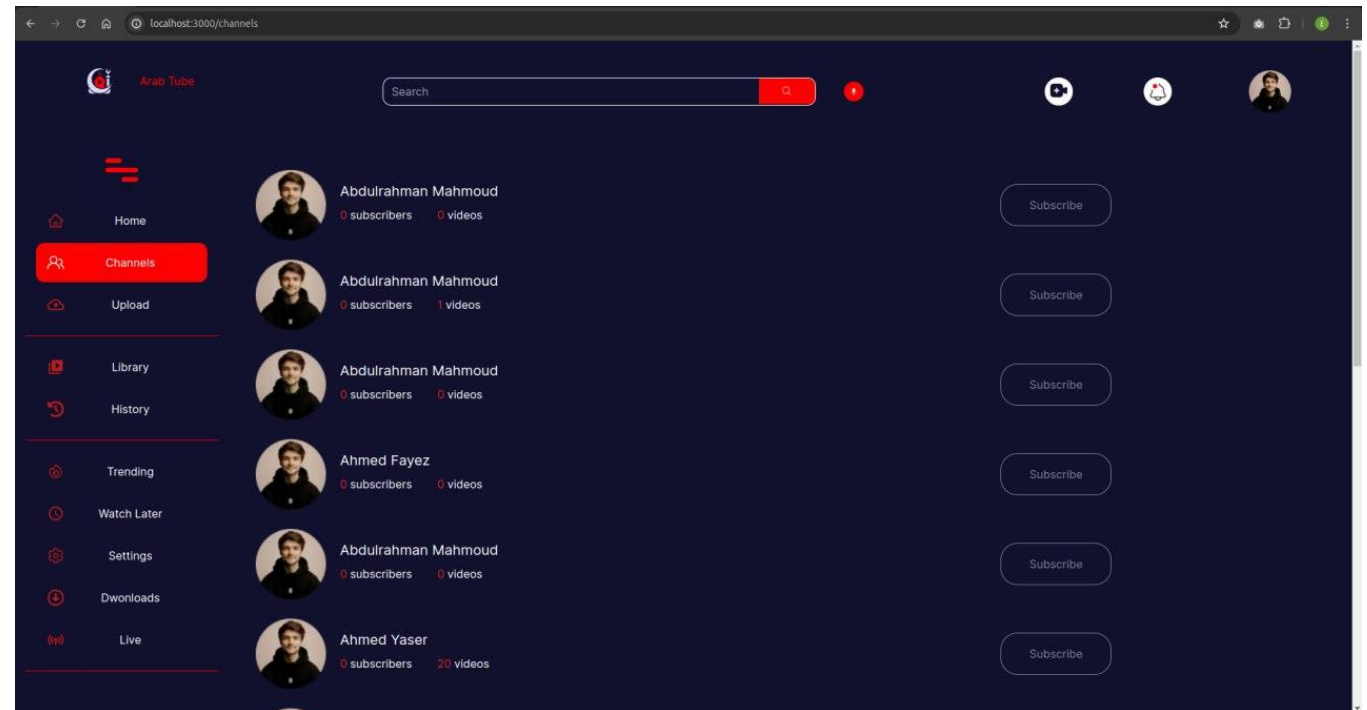 localhost:3000/channels
Arab Tube
Search
Home
Channels
Upload
Library
History
Trending
Watch Later
Settings
Dwonloads
Live
Abdulrahman Mahmoud
0 subscribers 0 videos
Subscribe
Abdulrahman Mahmoud
0 subscribers 1 videos
Subscribe
Abdulrahman Mahmoud
0 subscribers 0 videos
Subscribe
Ahmed Fayez
0 subscribers 0 videos
Subscribe
Abdulrahman Mahmoud
0 subscribers 0 videos
Subscribe
Ahmed Yaser
0 subscribers 20 videos
Subscribe